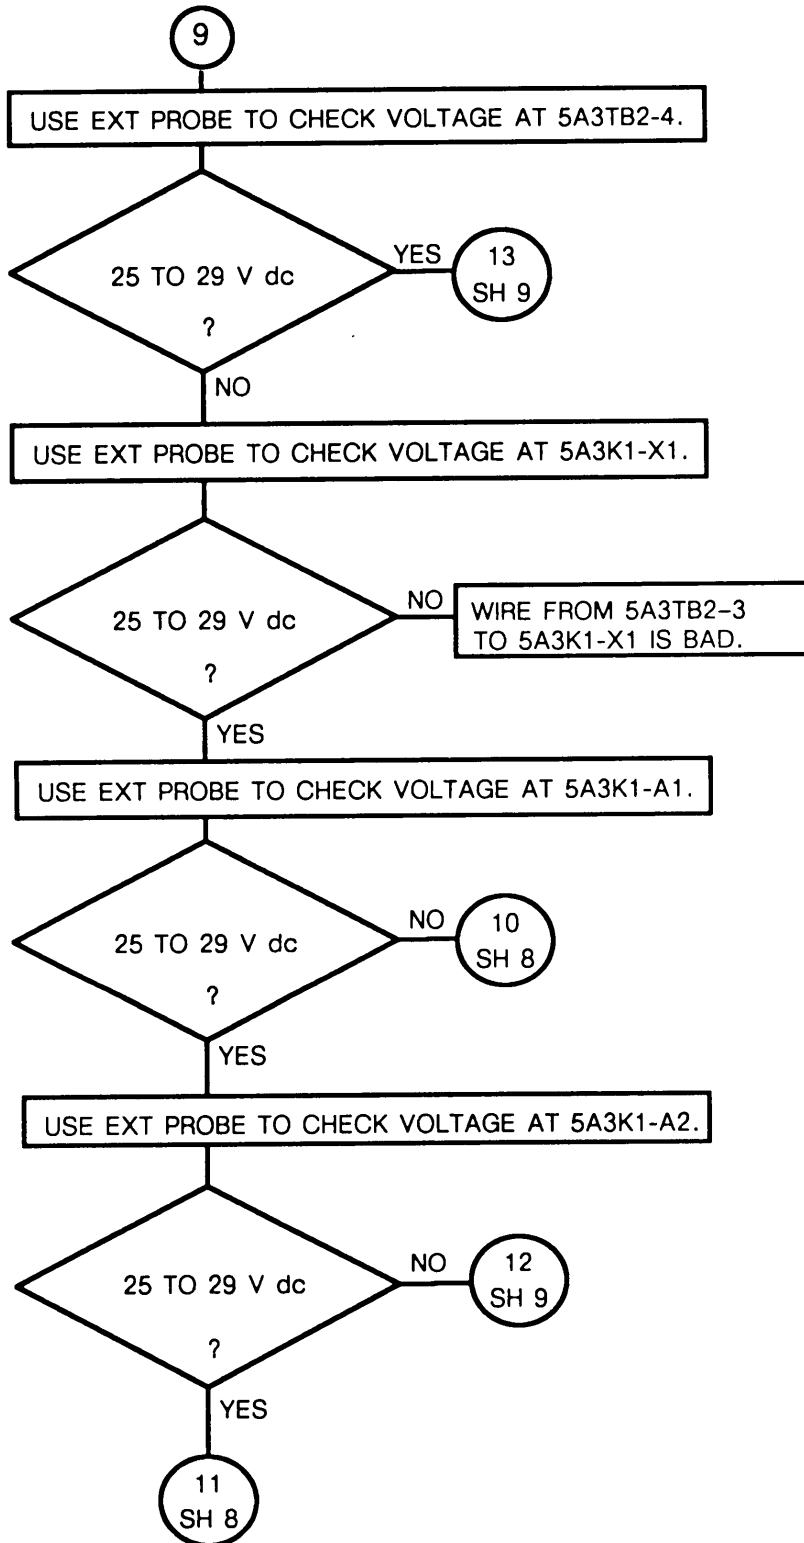 9
USE EXT PROBE TO CHECK VOLTAGE AT 5A3TB2-4.
25 TO 29 V dc
?
YES
13
SH 9
NO
USE EXT PROBE TO CHECK VOLTAGE AT 5A3K1-X1.
25 TO 29 V dc
?
NO
WIRE FROM 5A3TB2-3
TO 5A3K1-X1 IS BAD.
YES
USE EXT PROBE TO CHECK VOLTAGE AT 5A3K1-A1.
25 TO 29 V dc
?
NO
10
SH 8
YES
USE EXT PROBE TO CHECK VOLTAGE AT 5A3K1-A2.
25 TO 29 V dc
?
NO
12
SH 9
YES
11
SH 8